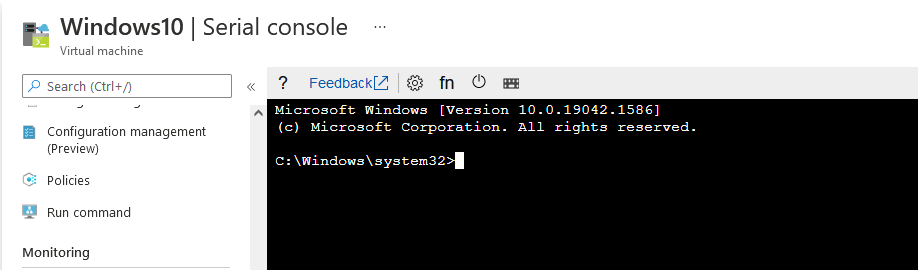 Windows10 | Serial console ...
Virtual machine
Search (Ctrl+/)
«
? Feedback fn
Configuration management
(Preview)
Policies
Run command
Monitoring
Microsoft Windows [Version 10.0.19042.1586]
(c) Microsoft Corporation. All rights reserved.
C:\Windows\system32>